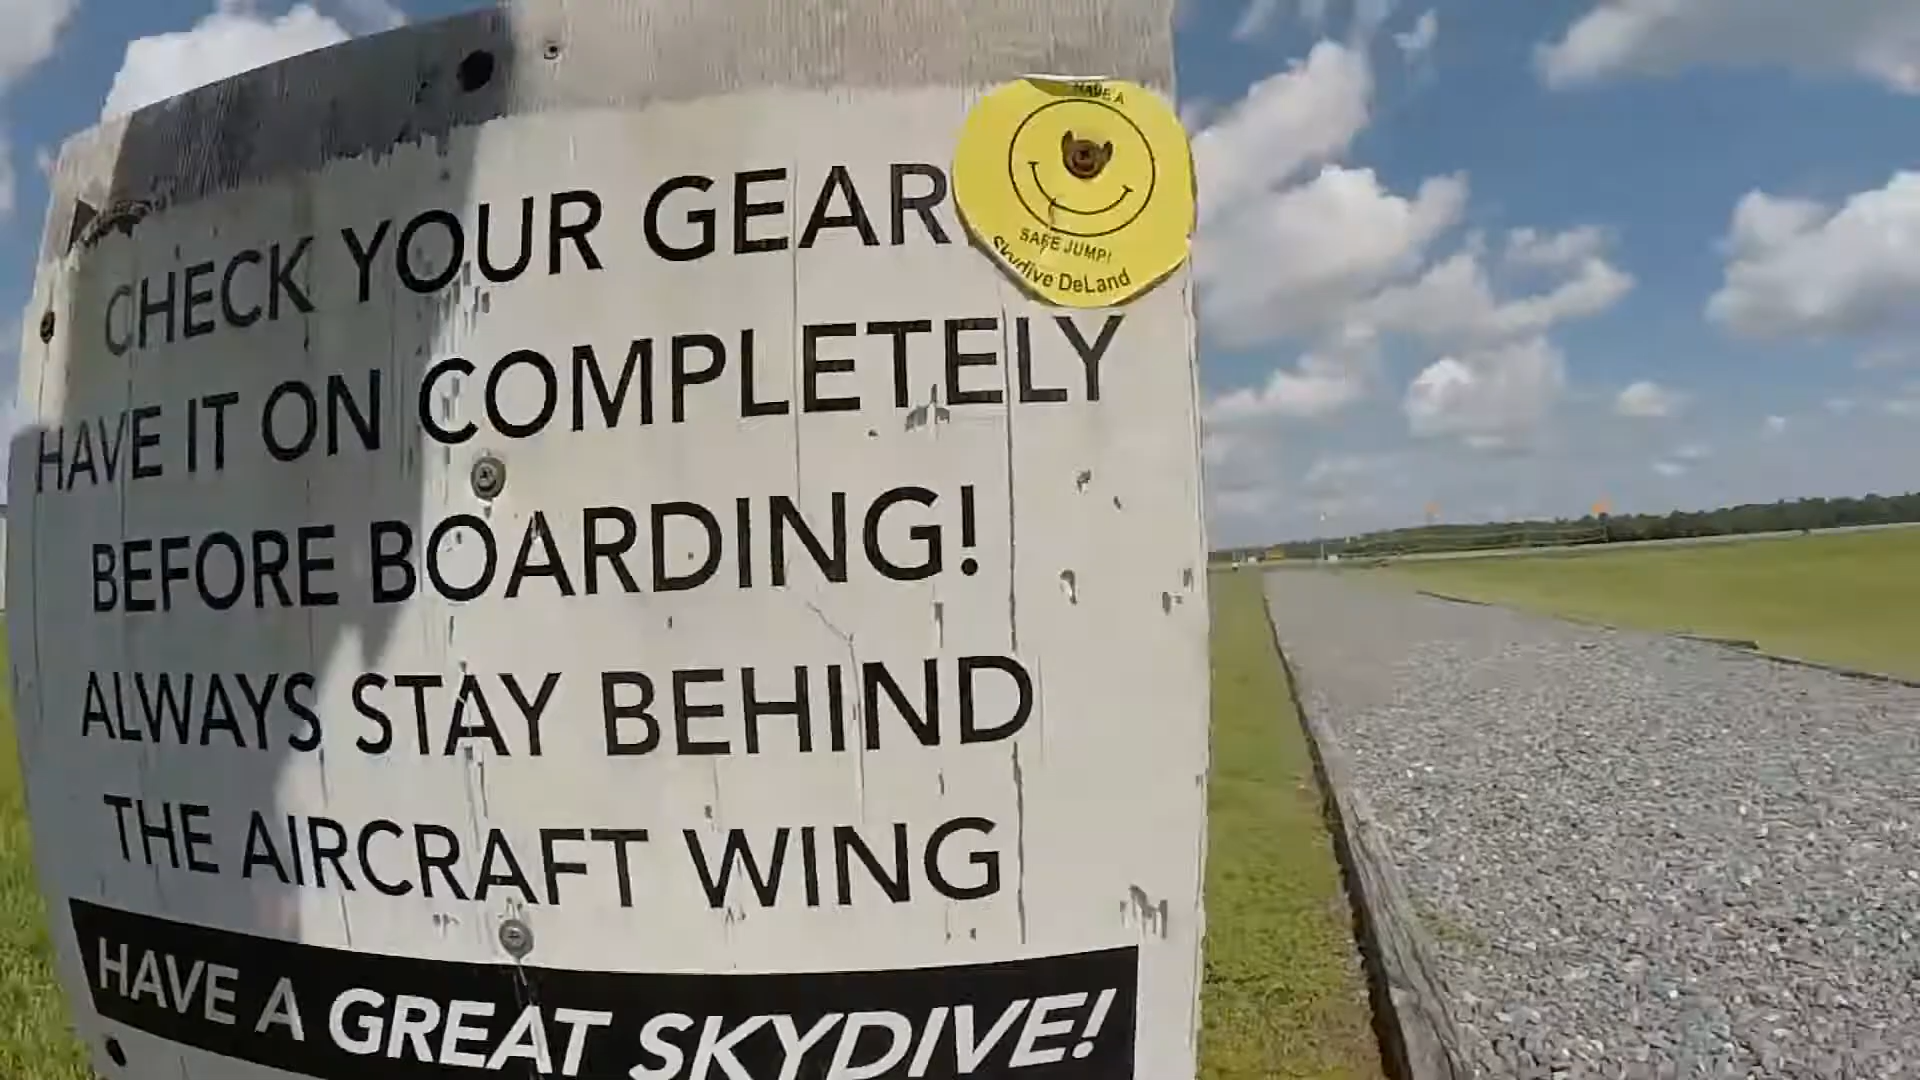 CHECK YOUR GEAR.
HAVE IT ON COMPLETELY
BEFORE BOARDING!
ALWAYS STAY BEHIND
THE AIRCRAFT WING
HAVE A GREAT SKYDIVE!
HAVE A
SAFE JUMP!
Skydive DeLand